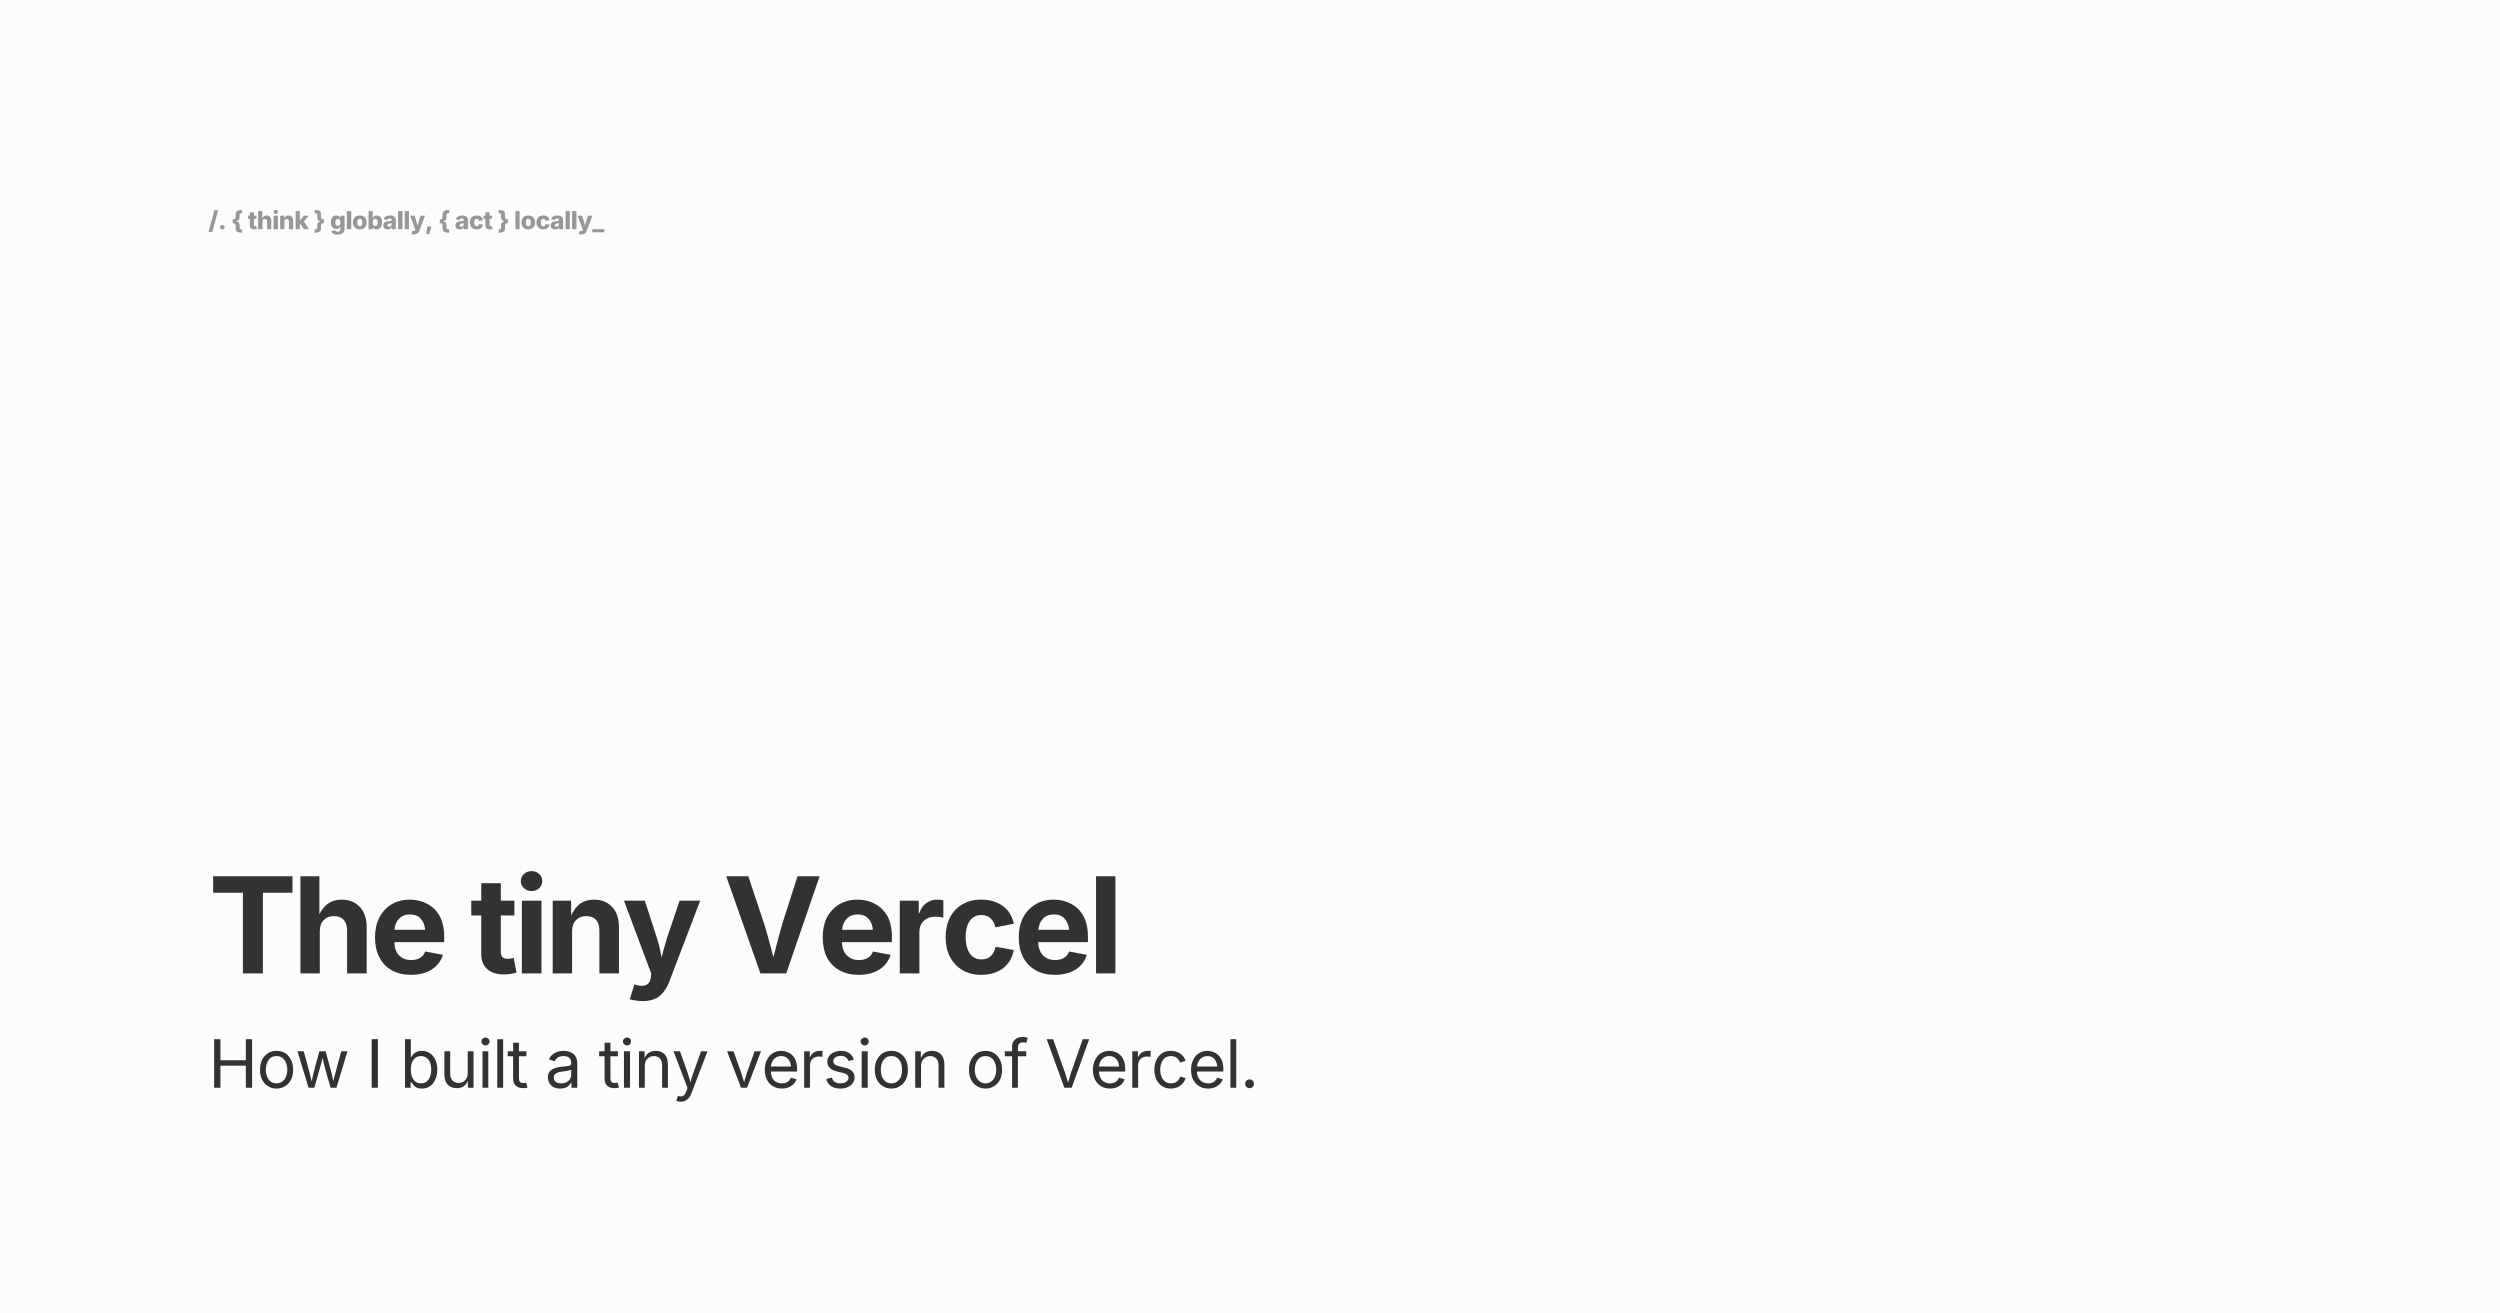 /. {think} globally, {act} locally_
The tiny Vercel
How I built a tiny version of Vercel.